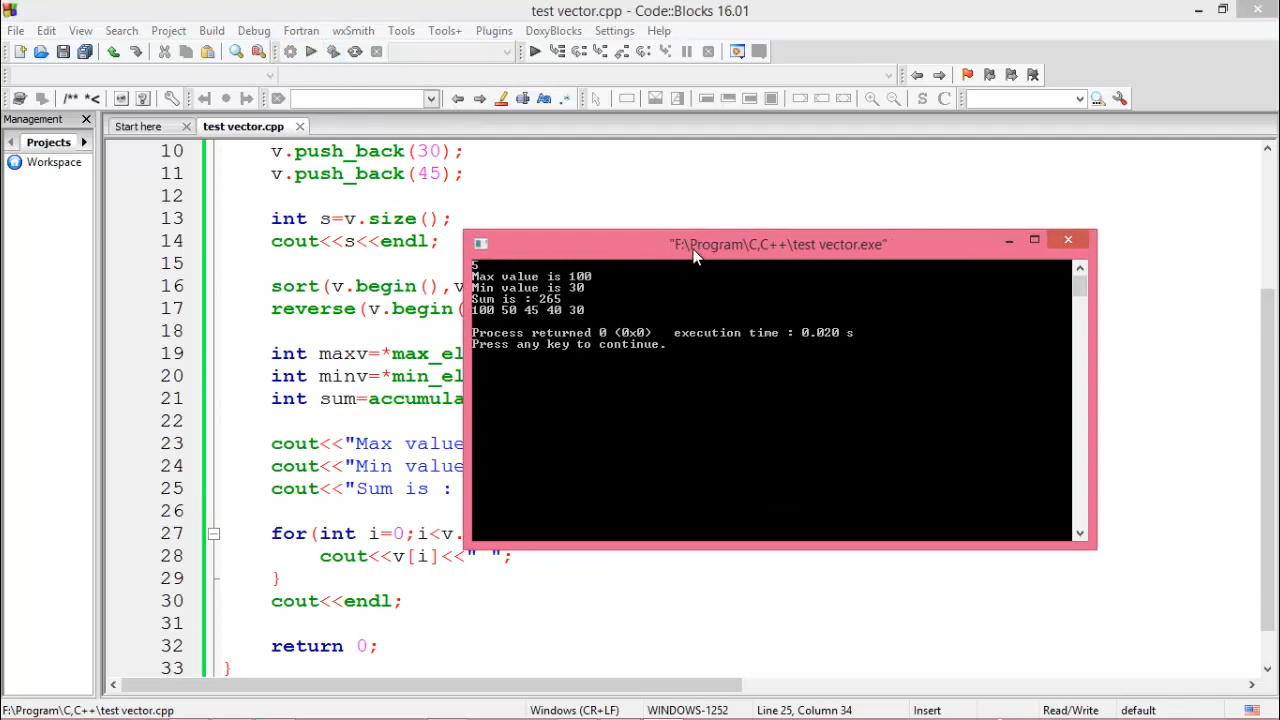 test vector.cpp - Code::Blocks 16.01
File Edit View Search Project Build Debug Fortran wxSmith Tools Tools+ Plugins DoxyBlocks Settings Help
/** *<
S C
Management
Start here
test vector.cpp
Projects
Workspace
10 v.push_back(30);
11 v.push_back(45);
12
13 int s=v.size();
14 cout<<s<<endl;
15
16 sort(v.begin(),v
17 reverse(v.begin(
18
19 int maxv=*max_el
20 int minv=*min_e
21 int sum=accumula
22
23 cout<<"Max value
24 cout<<"Min value
25 cout<<"Sum is :
26
27 for(int i=0;i<v.
28 cout<<v[i]<<" ";
29 }
30 cout<<endl;
31
32 return 0;
33 }
"F:\Program\C,C++\test vector.exe"
5
Max value is 100
Min value is 30
Sum is : 265
100 50 45 40 30
Process returned 0 (0x0) execution time : 0.020 s
Press any key to continue.
F:\Program\C,C++\test vector.cpp
Windows (CR+LF)
WINDOWS-1252
Line 25, Column 34
Insert
Read/Write
default